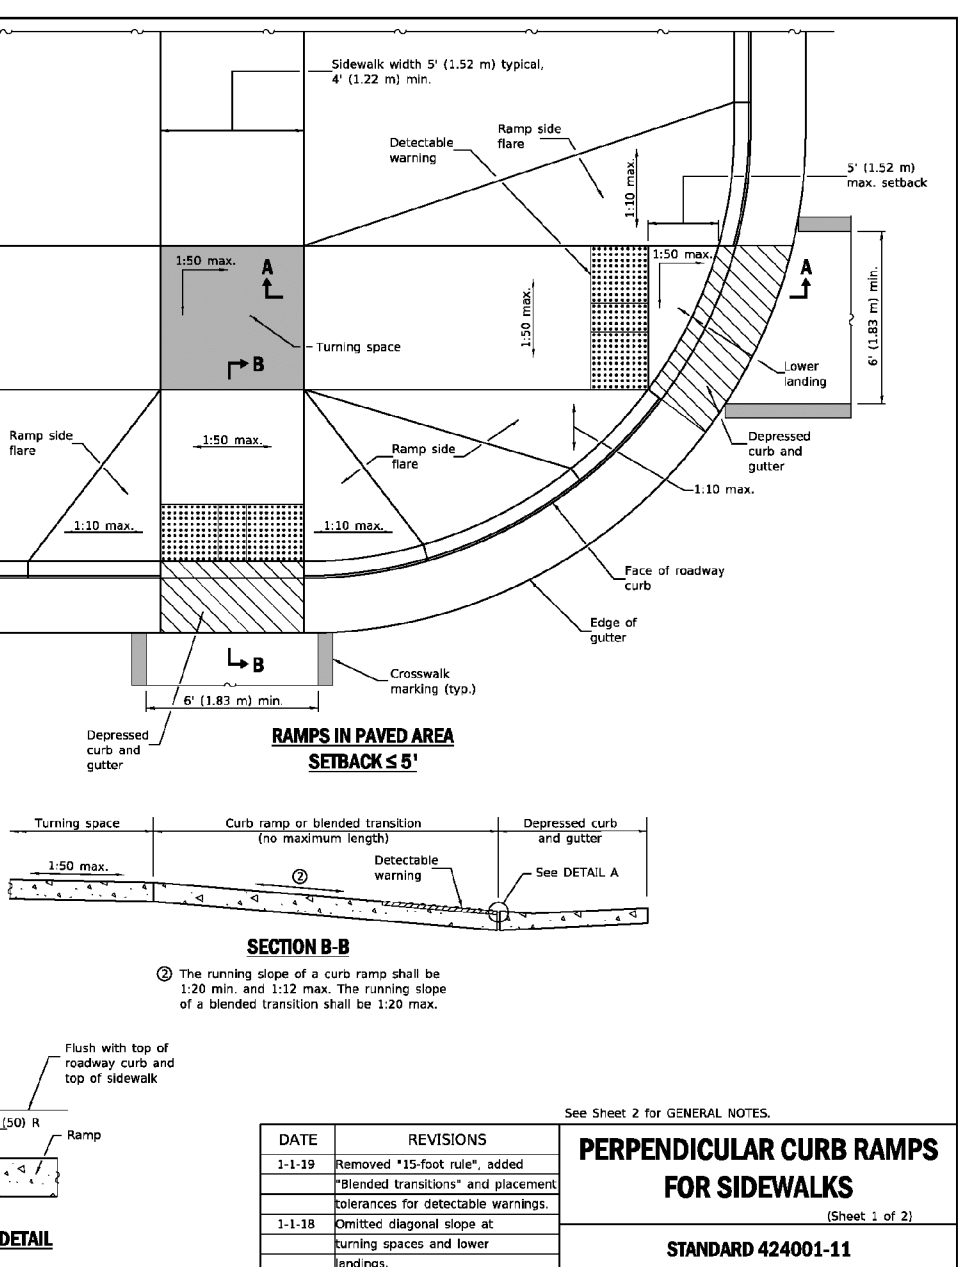 Sidewalk width 5' (1.52 m) typical,
4' (1.22 m) min.
Detectable
warning
Ramp side
flare
1:10 max.
5' (1.52 m)
max. setback
1:50 max.
A
1:50 max.
A
1:50 max.
6' (1.83 m) min.
Turning space
B
Lower
landing
Ramp side
flare
1:50 max.
Ramp side
flare
Depressed
curb and
gutter
1:10 max.
1:10 max.
1:10 max.
Face of roadway
curb
Edge of
gutter
B
Crosswalk
marking (typ.)
6' (1.83 m) min.
Depressed
curb and
gutter
RAMPS IN PAVED AREA
SETBACK ≤ 5'
Turning space
Curb ramp or blended transition
(no maximum length)
Depressed curb
and gutter
1:50 max.
②
Detectable
warning
See DETAIL A
SECTION B-B
② The running slope of a curb ramp shall be
1:20 min. and 1:12 max. The running slope
of a blended transition shall be 1:20 max.
Flush with top of
roadway curb and
top of sidewalk
(50) R
Ramp
DETAIL
See Sheet 2 for GENERAL NOTES.
DATE REVISIONS
1-1-19 Removed "15-foot rule", added
"Blended transitions" and placement
tolerances for detectable warnings.
1-1-18 Omitted diagonal slope at
turning spaces and lower
landings.
PERPENDICULAR CURB RAMPS
FOR SIDEWALKS
(Sheet 1 of 2)
STANDARD 424001-11